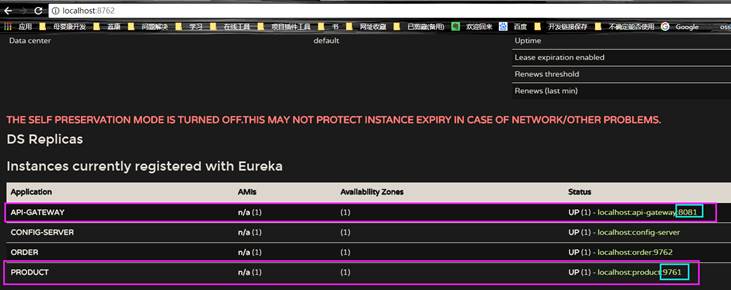 localhost:8762
应用 母婴康开发 首康 问题解决 学习 在线工具 项目插件工具 书 网址收藏 已剪藏(备用) 欢迎回来 百度 开发链接保存 不确定能否使用 Google oss
Data center default Uptime
Lease expiration enabled
Renews threshold
Renews (last min)
THE SELF PRESERVATION MODE IS TURNED OFF.THIS MAY NOT PROTECT INSTANCE EXPIRY IN CASE OF NETWORK/OTHER PROBLEMS.
DS Replicas
Instances currently registered with Eureka
Application AMIs Availability Zones Status
API-GATEWAY n/a (1) (1) UP (1) - localhost:api-gateway:8081
CONFIG-SERVER n/a (1) (1) UP (1) - localhost:config-server
ORDER n/a (1) (1) UP (1) - localhost:order:9762
PRODUCT n/a (1) (1) UP (1) - localhost:product:9761